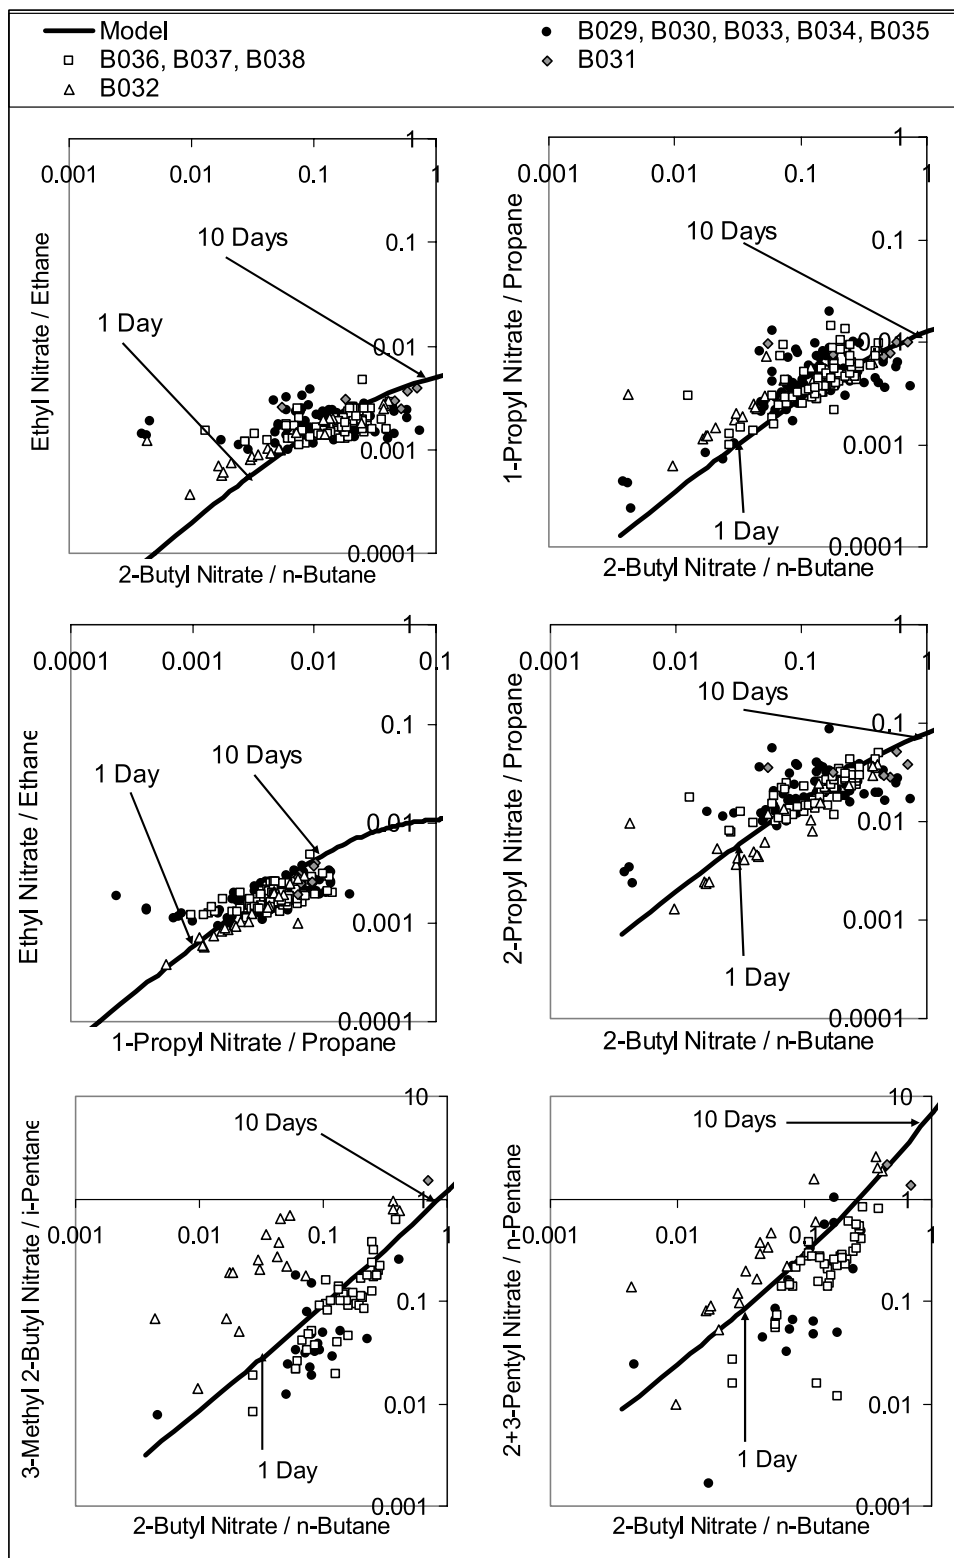 Model
B029, B030, B033, B034, B035
B036, B037, B038
B031
B032
1
0.001 0.01 0.1 1
10 Days
0.1
1 Day
0.01
0.001
0.0001
Ethyl Nitrate / Ethane
2-Butyl Nitrate / n-Butane
1
0.001 0.01 0.1 1
10 Days
0.1
0.01
0.001
1 Day
0.0001
1-Propyl Nitrate / Propane
2-Butyl Nitrate / n-Butane
1
0.0001 0.001 0.01 0.1
0.1
1 Day
10 Days
0.01
0.001
0.0001
Ethyl Nitrate / Ethane
1-Propyl Nitrate / Propane
1
0.001 0.01 0.1 1
10 Days
0.1
0.01
0.001
1 Day
0.0001
2-Propyl Nitrate / Propane
2-Butyl Nitrate / n-Butane
10
10 Days
1
0.001 0.01 0.1 1
0.1
0.01
1 Day
0.001
3-Methyl 2-Butyl Nitrate / i-Pentane
2-Butyl Nitrate / n-Butane
10
10 Days
1
0.001 0.01 0.1 1
0.1
0.01
1 Day
0.001
2+3-Pentyl Nitrate / n-Pentane
2-Butyl Nitrate / n-Butane